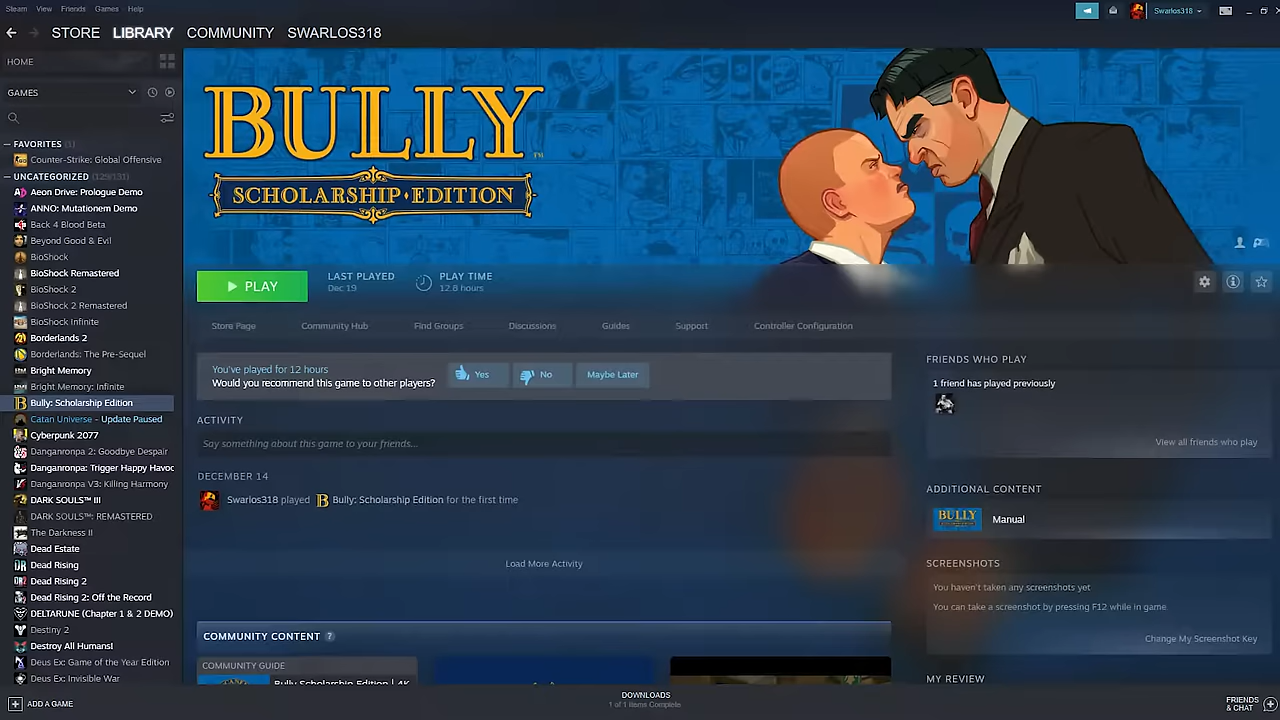 Steam View Friends Games Help
Swarlos318
STORE LIBRARY COMMUNITY SWARLOS318
HOME
GAMES
FAVORITES (1)
Counter-Strike: Global Offensive
UNCATEGORIZED (129/131)
Aeon Drive: Prologue Demo
ANNO: Mutationem Demo
Back 4 Blood Beta
Beyond Good & Evil
BioShock
BioShock Remastered
BioShock 2
BioShock 2 Remastered
BioShock Infinite
Borderlands 2
Borderlands: The Pre-Sequel
Bright Memory
Bright Memory: Infinite
Bully: Scholarship Edition
Catan Universe - Update Paused
Cyberpunk 2077
Danganronpa 2: Goodbye Despair
Danganronpa: Trigger Happy Havoc
Danganronpa V3: Killing Harmony
DARK SOULS™ III
DARK SOULS™: REMASTERED
The Darkness II
Dead Estate
Dead Rising
Dead Rising 2
Dead Rising 2: Off the Record
DELTARUNE (Chapter 1 & 2 DEMO)
Destiny 2
Destroy All Humans!
Deus Ex: Game of the Year Edition
Deus Ex: Invisible War
BULLY™
SCHOLARSHIP EDITION
PLAY
LAST PLAYED
Dec 19
PLAY TIME
12.8 hours
Store Page Community Hub Find Groups Discussions Guides Support Controller Configuration
You've played for 12 hours
Would you recommend this game to other players?
Yes No Maybe Later
ACTIVITY
Say something about this game to your friends...
DECEMBER 14
Swarlos318 played Bully: Scholarship Edition for the first time
Load More Activity
COMMUNITY CONTENT ?
COMMUNITY GUIDE
Bully Scholarship Edition | 4K
FRIENDS WHO PLAY
1 friend has played previously
View all friends who play
ADDITIONAL CONTENT
BULLY
Manual
SCREENSHOTS
You haven't taken any screenshots yet
You can take a screenshot by pressing F12 while in game
Change My Screenshot Key
MY REVIEW
ADD A GAME
DOWNLOADS
1 of 1 Items Complete
FRIENDS
& CHAT